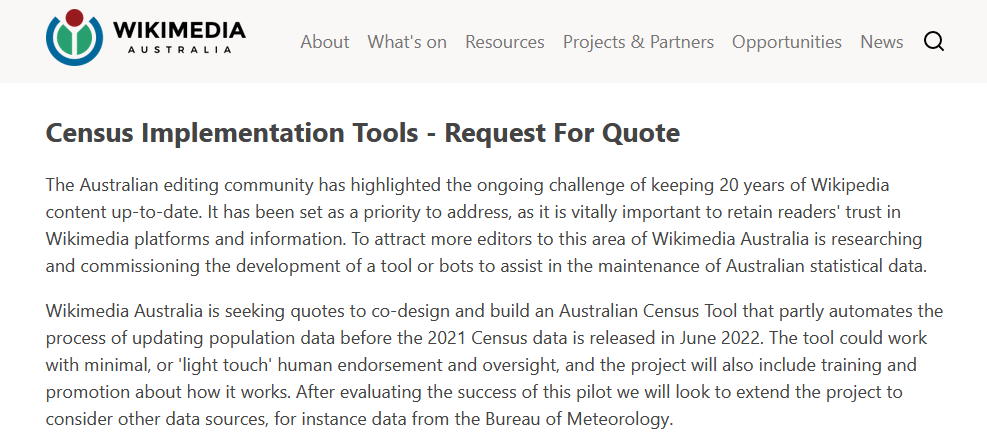 WIKIMEDIA
AUSTRALIA
About What's on Resources Projects & Partners Opportunities News
Census Implementation Tools - Request For Quote
The Australian editing community has highlighted the ongoing challenge of keeping 20 years of Wikipedia
content up-to-date. It has been set as a priority to address, as it is vitally important to retain readers' trust in
Wikimedia platforms and information. To attract more editors to this area of Wikimedia Australia is researching
and commissioning the development of a tool or bots to assist in the maintenance of Australian statistical data.
Wikimedia Australia is seeking quotes to co-design and build an Australian Census Tool that partly automates the
process of updating population data before the 2021 Census data is released in June 2022. The tool could work
with minimal, or 'light touch' human endorsement and oversight, and the project will also include training and
promotion about how it works. After evaluating the success of this pilot we will look to extend the project to
consider other data sources, for instance data from the Bureau of Meteorology.